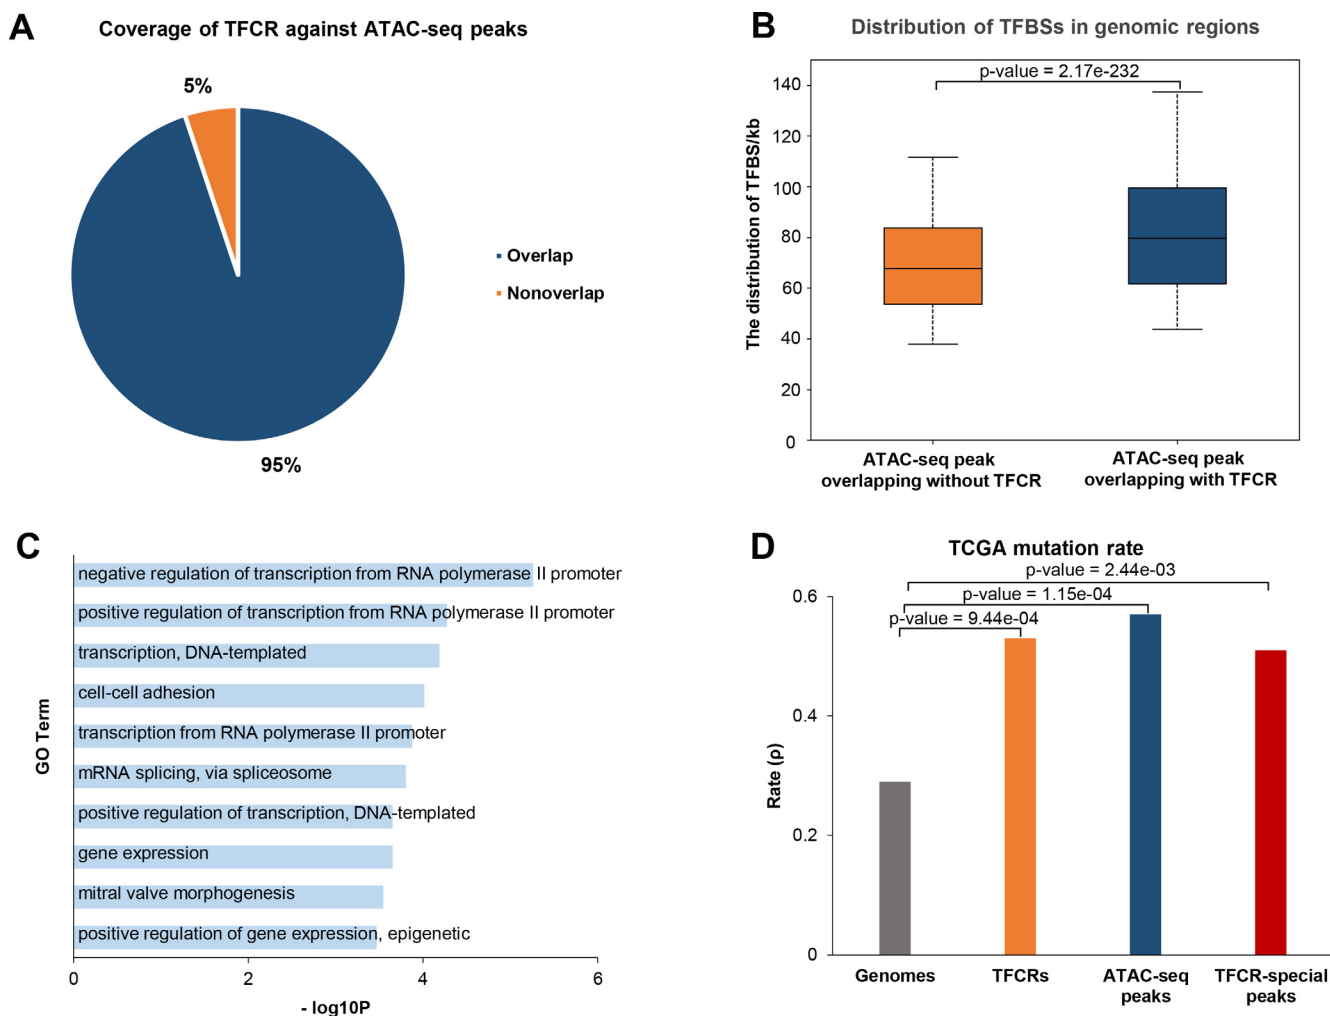 A
Coverage of TFCR against ATAC-seq peaks
5%
95%
Overlap
Nonoverlap
B
Distribution of TFBSs in genomic regions
p-value = 2.17e-232
The distribution of TFBS/kb
140
120
100
80
60
40
20
0
ATAC-seq peak
overlapping without TFCR
ATAC-seq peak
overlapping with TFCR
C
GO Term
negative regulation of transcription from RNA polymerase II promoter
positive regulation of transcription from RNA polymerase II promoter
transcription, DNA-templated
cell-cell adhesion
transcription from RNA polymerase II promoter
mRNA splicing, via spliceosome
positive regulation of transcription, DNA-templated
gene expression
mitral valve morphogenesis
positive regulation of gene expression, epigenetic
0
2
4
6
- log10P
D
TCGA mutation rate
p-value = 2.44e-03
p-value = 1.15e-04
p-value = 9.44e-04
Rate (ρ)
0.6
0.4
0.2
0
Genomes
TFCRs
ATAC-seq
peaks
TFCR-special
peaks